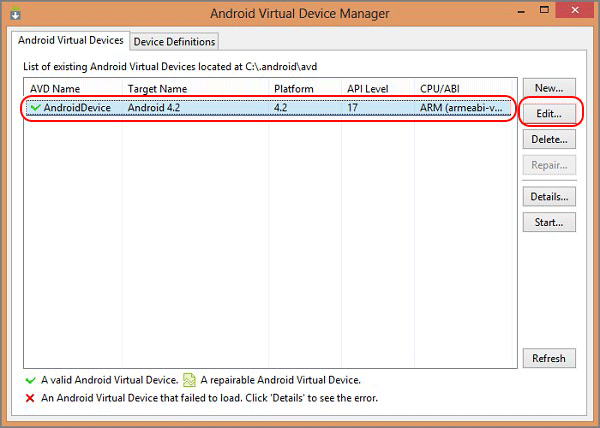 Android Virtual Device Manager
Android Virtual Devices Device Definitions
List of existing Android Virtual Devices located at C:\.android\avd
AVD Name Target Name Platform API Level CPU/ABI
AndroidDevice Android 4.2 4.2 17 ARM (armeabi-v...
New...
Edit...
Delete...
Repair...
Details...
Start...
Refresh
A valid Android Virtual Device. A repairable Android Virtual Device.
An Android Virtual Device that failed to load. Click 'Details' to see the error.